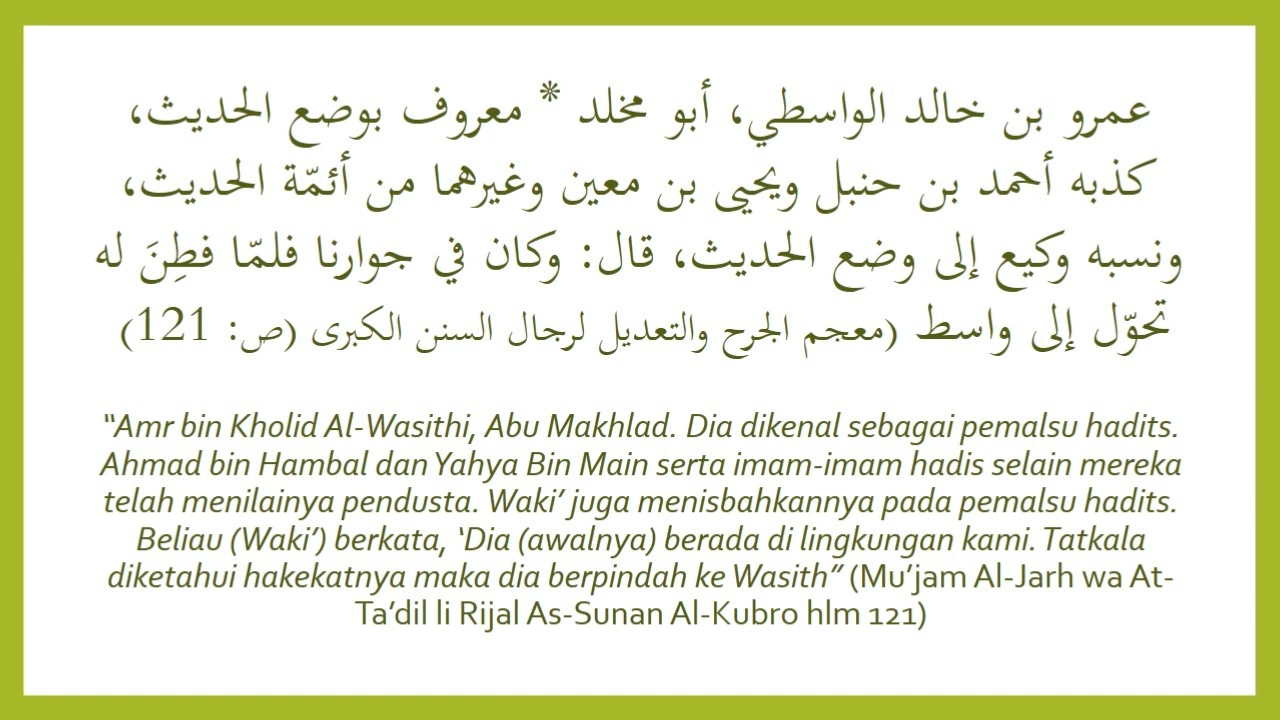 عمرو بن خالد الواسطي، أبو مخلد * معروف بوضع الحديث،
كذبه أحمد بن حنبل ويحيى بن معين وغيرهما من أئمّة الحديث،
ونسبه وكيع إلى وضع الحديث، قال: وكان في جوارنا فلمّا فطِنَ له
تحوّل إلى واسط (معجم الجرح والتعديل لرجال السنن الكبرى (ص: 121)
“Amr bin Kholid Al-Wasithi, Abu Makhlad. Dia dikenal sebagai pemalsu hadits.
Ahmad bin Hambal dan Yahya Bin Main serta imam-imam hadis selain mereka
telah menilainya pendusta. Waki’ juga menisbahkannya pada pemalsu hadits.
Beliau (Waki’) berkata, ‘Dia (awalnya) berada di lingkungan kami. Tatkala
diketahui hakekatnya maka dia berpindah ke Wasith” (Mu’jam Al-Jarh wa At-
Ta’dil li Rijal As-Sunan Al-Kubro hlm 121)